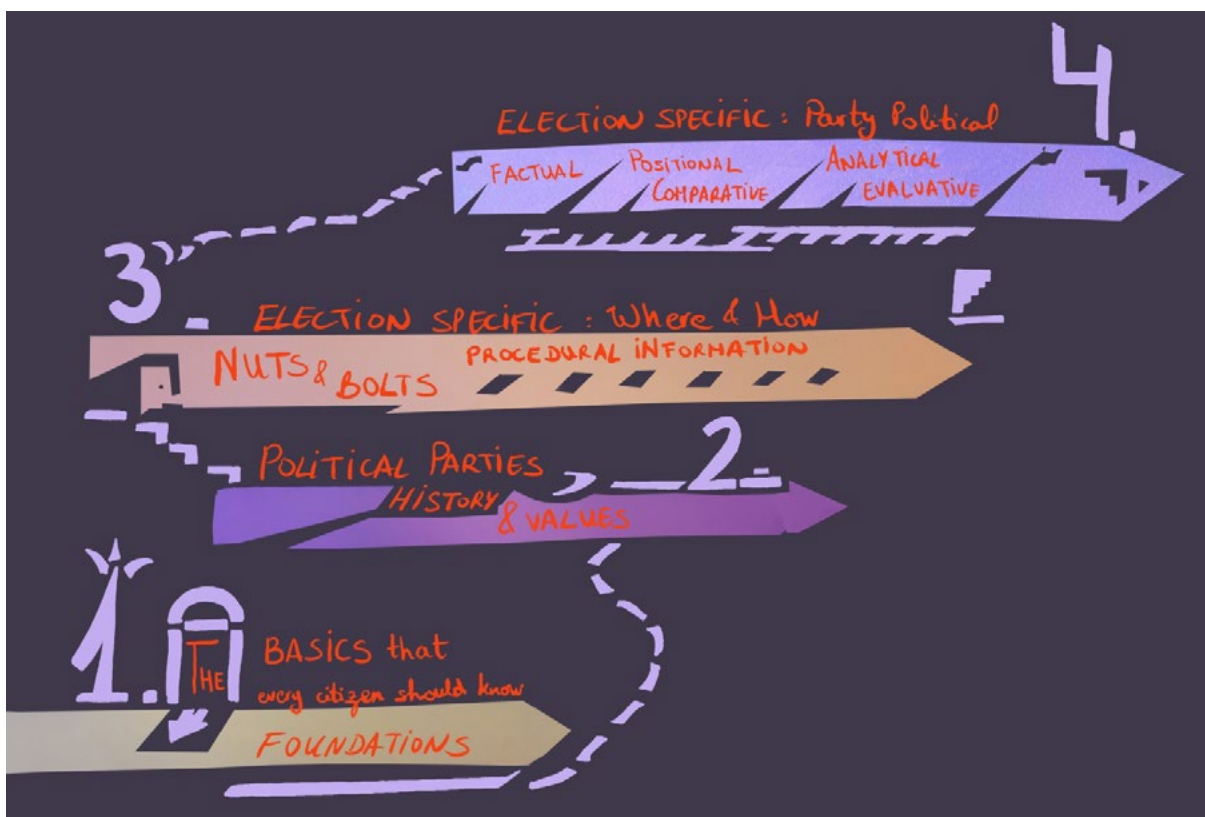 4.
ELECTION SPECIFIC : Party Political
FACTUAL
POSITIONAL
COMPARATIVE
ANALYTICAL
EVALUATIVE
3.
ELECTION SPECIFIC : Where & How
NUTS & BOLTS
PROCEDURAL INFORMATION
2.
POLITICAL PARTIES
HISTORY
& VALUES
1.
THE
BASICS that
every citizen should know
FOUNDATIONS